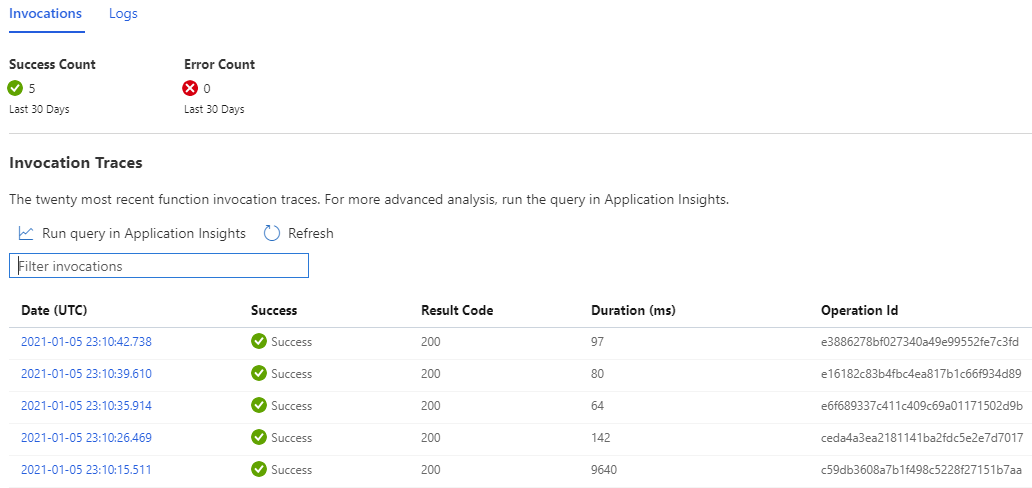 Invocations Logs
Success Count Error Count
5 0
Last 30 Days Last 30 Days
Invocation Traces
The twenty most recent function invocation traces. For more advanced analysis, run the query in Application Insights.
Run query in Application Insights Refresh
Filter invocations
Date (UTC) Success Result Code Duration (ms) Operation Id
2021-01-05 23:10:42.738 Success 200 97 e3886278bf027340a49e99552fe7c3fd
2021-01-05 23:10:39.610 Success 200 80 e16182c83b4fbc4ea817b1c66f934d89
2021-01-05 23:10:35.914 Success 200 64 e6f689337c411c409c69a01171502d9b
2021-01-05 23:10:26.469 Success 200 142 ceda4a3ea2181141ba2fdc5e2e7d7017
2021-01-05 23:10:15.511 Success 200 9640 c59db3608a7b1f498c5228f27151b7aa